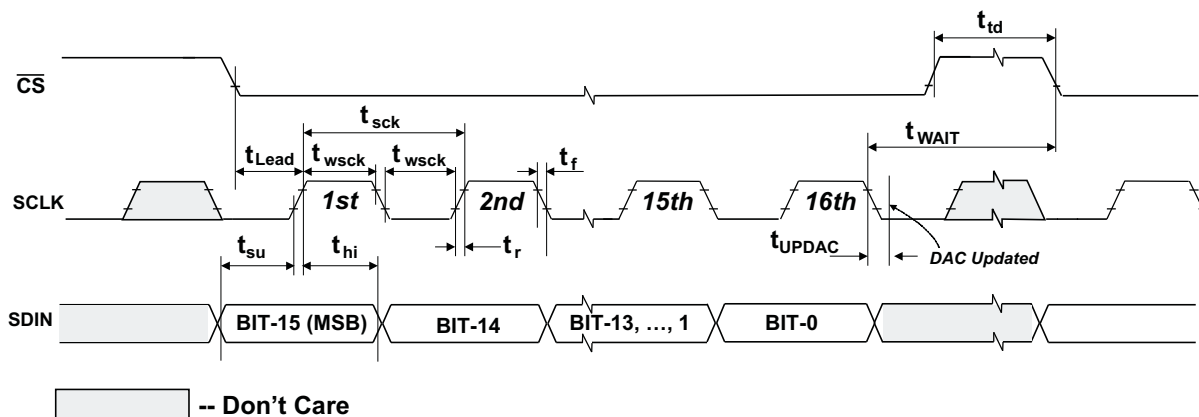 t_td
C̅S̅
t_sck
t_WAIT
t_Lead t_wsck t_wsck t_f
SCLK 1st 2nd 15th 16th
t_su t_hi t_r t_UPDAC DAC Updated
SDIN BIT-15 (MSB) BIT-14 BIT-13, ..., 1 BIT-0
-- Don't Care